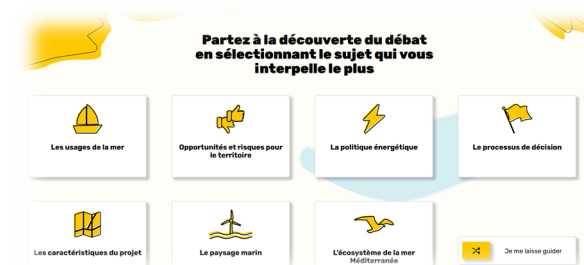 Partez à la découverte du débat
en sélectionnant le sujet qui vous
interpelle le plus
Les usages de la mer
Opportunités et risques pour
le territoire
La politique énergétique
Le processus de décision
Les caractéristiques du projet
Le paysage marin
L'écosystème de la mer
Méditerranée
Je me laisse guider